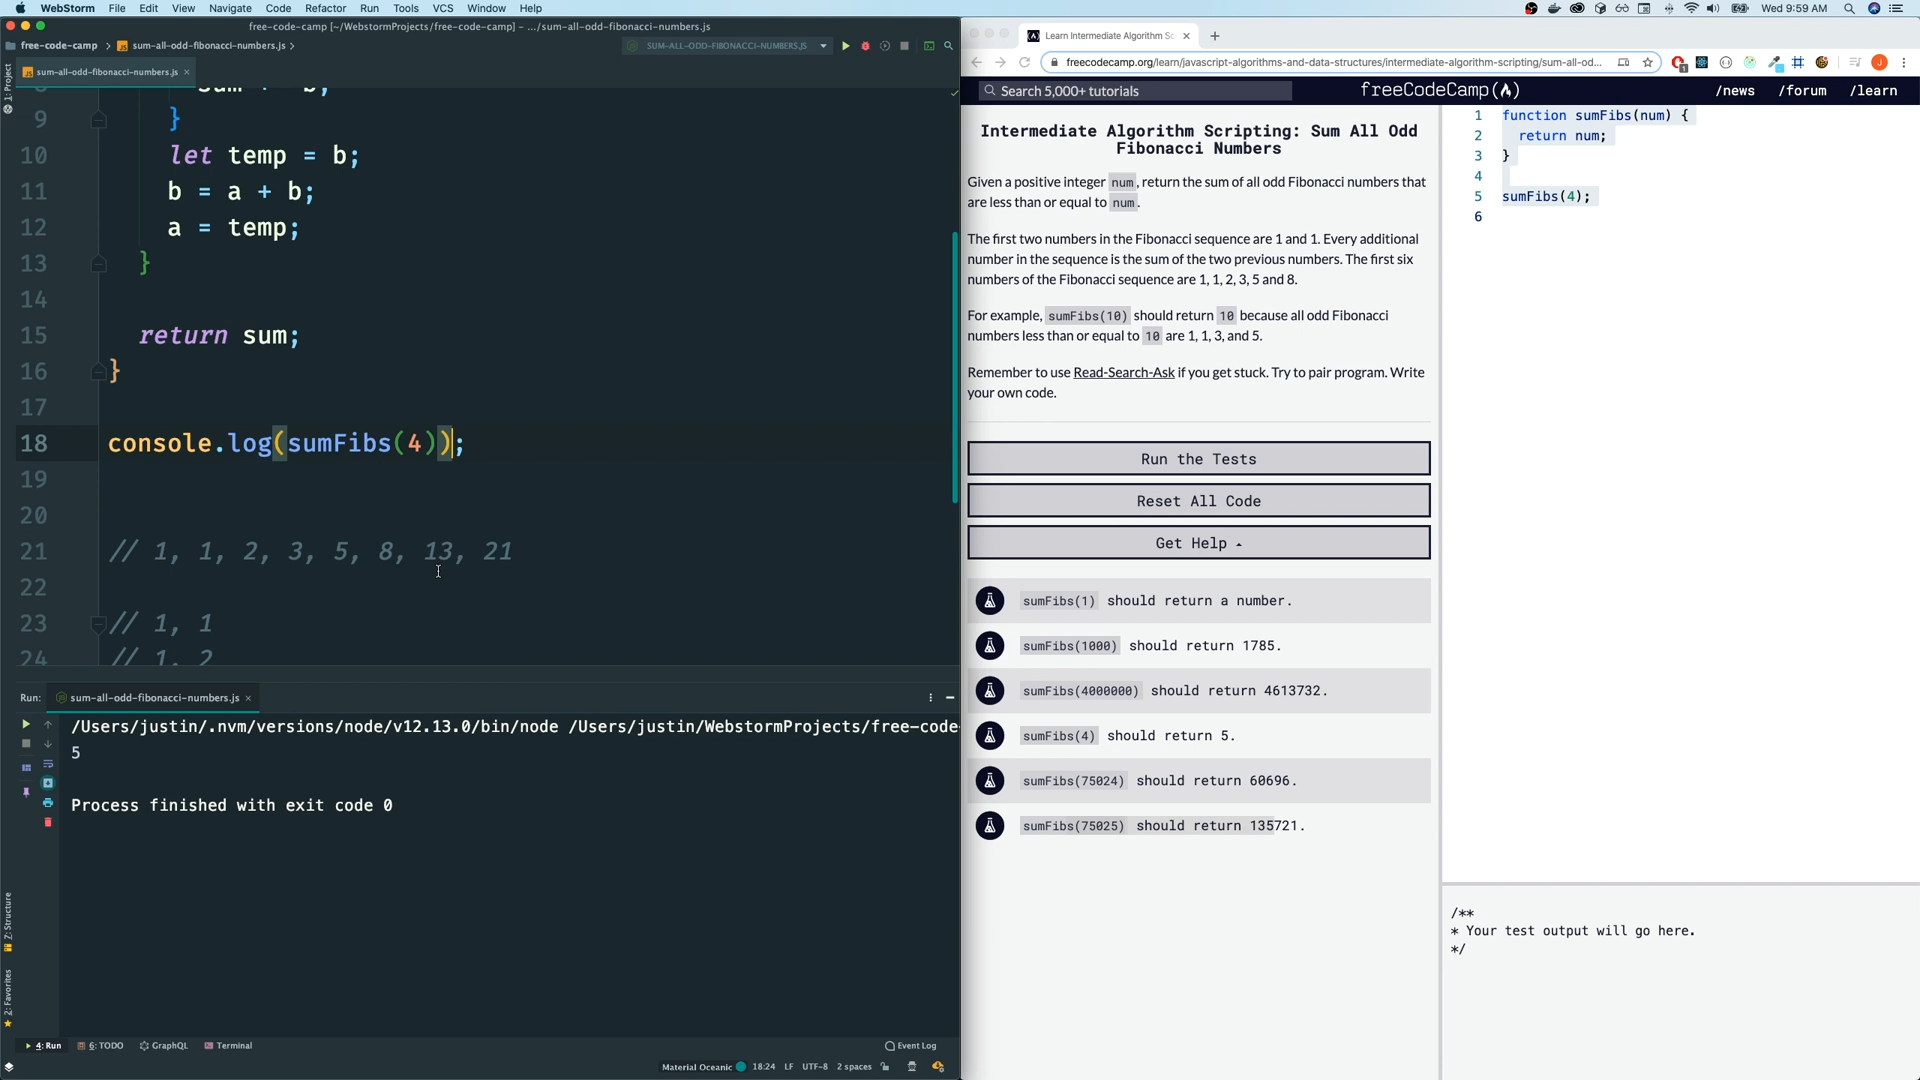 WebStorm File Edit View Navigate Code Refactor Run Tools VCS Window Help
Wed 9:59 AM
free-code-camp [~/WebstormProjects/free-code-camp] – .../sum-all-odd-fibonacci-numbers.js
free-code-camp sum-all-odd-fibonacci-numbers.js
SUM-ALL-ODD-FIBONACCI-NUMBERS.JS
sum-all-odd-fibonacci-numbers.js
1: Project
9 }
10 let temp = b;
11 b = a + b;
12 a = temp;
13 }
14
15 return sum;
16 }
17
18 console.log(sumFibs(4));
19
20
21 // 1, 1, 2, 3, 5, 8, 13, 21
22
23 // 1, 1
24 // 1, 2
Run: sum-all-odd-fibonacci-numbers.js
/Users/justin/.nvm/versions/node/v12.13.0/bin/node /Users/justin/WebstormProjects/free-code-
5
Process finished with exit code 0
Z: Structure
2: Favorites
4: Run 6: TODO GraphQL Terminal
Event Log
Material Oceanic 18:24 LF UTF-8 2 spaces
Learn Intermediate Algorithm Sc
freecodecamp.org/learn/javascript-algorithms-and-data-structures/intermediate-algorithm-scripting/sum-all-od...
Search 5,000+ tutorials
freeCodeCamp
/news /forum /learn
Intermediate Algorithm Scripting: Sum All Odd
Fibonacci Numbers
Given a positive integer num, return the sum of all odd Fibonacci numbers that
are less than or equal to num.
The first two numbers in the Fibonacci sequence are 1 and 1. Every additional
number in the sequence is the sum of the two previous numbers. The first six
numbers of the Fibonacci sequence are 1, 1, 2, 3, 5 and 8.
For example, sumFibs(10) should return 10 because all odd Fibonacci
numbers less than or equal to 10 are 1, 1, 3, and 5.
Remember to use Read-Search-Ask if you get stuck. Try to pair program. Write
your own code.
Run the Tests
Reset All Code
Get Help
sumFibs(1) should return a number.
sumFibs(1000) should return 1785.
sumFibs(4000000) should return 4613732.
sumFibs(4) should return 5.
sumFibs(75024) should return 60696.
sumFibs(75025) should return 135721.
1 function sumFibs(num) {
2 return num;
3 }
4
5 sumFibs(4);
6
/**
* Your test output will go here.
*/